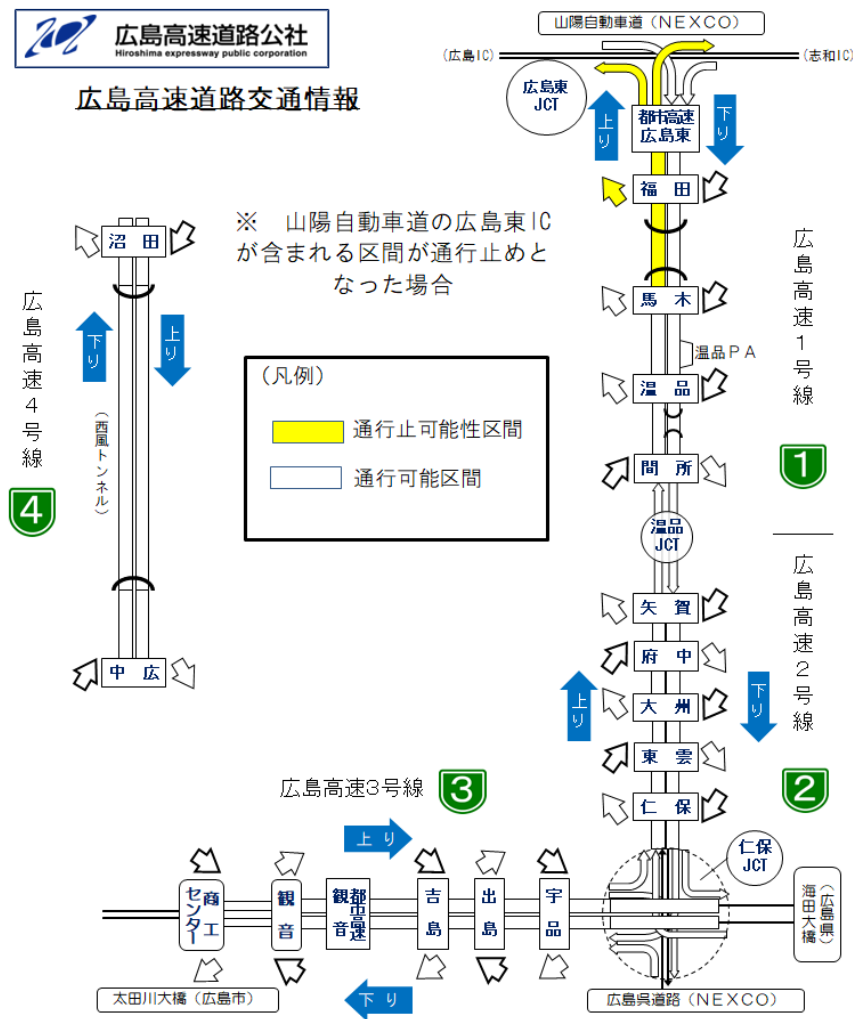 広島高速道路公社
Hiroshima expressway public corporation
広島高速道路交通情報
山陽自動車道（NEXCO）
（広島IC）
（志和IC）
広島東
JCT
上り
都市高速
広島東
下り
福田
※　山陽自動車道の広島東IC
が含まれる区間が通行止めと
なった場合
沼田
馬木
温品ＰＡ
温品
間所
温品
JCT
広島高速1号線
1
広島高速4号線
4
下り
上り
（西風トンネル）
中広
（凡例）
通行止可能性区間
通行可能区間
矢賀
府中
大州
東雲
仁保
上り
下り
広島高速2号線
2
仁保
JCT
広島高速3号線
3
上り
商工
センター
観音
都市高速
観音
吉島
出島
宇品
（広島県）
海田大橋
太田川大橋（広島市）
下り
広島呉道路（NEXCO）